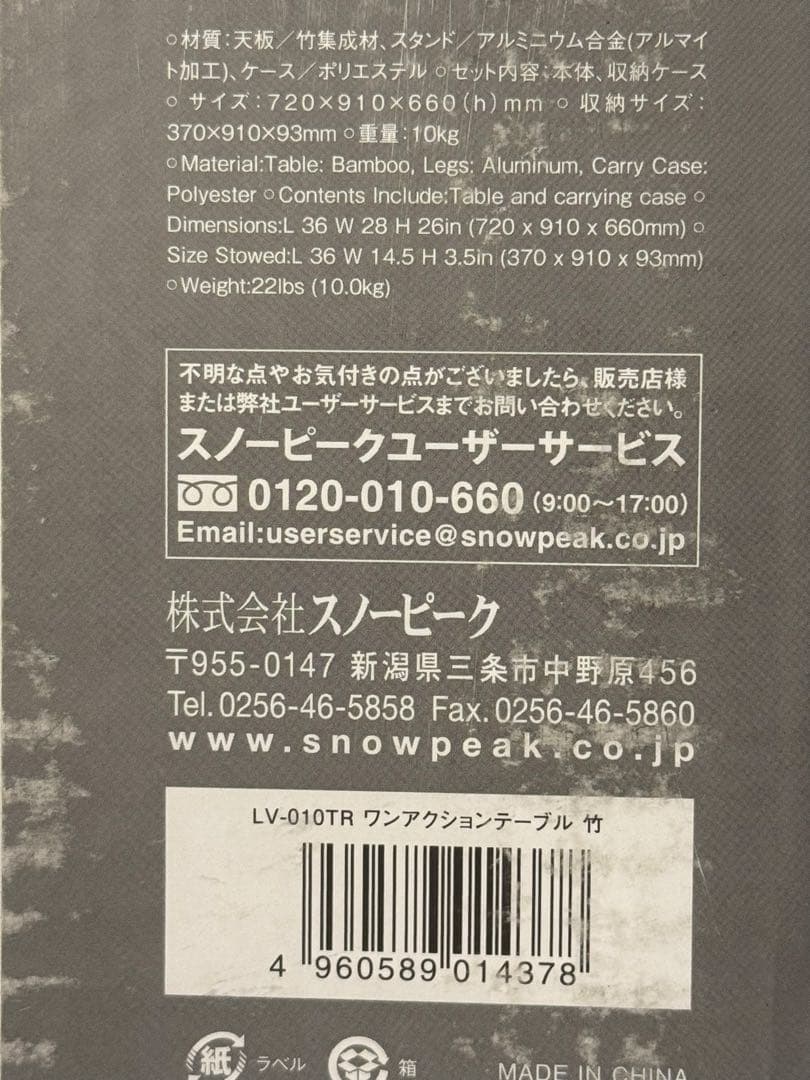 ○材質:天板／竹集成材、スタンド／アルミニウム合金(アルマイ
ト加工)、ケース／ポリエステル ○セット内容:本体、収納ケース
○ サイズ:720×910×660(h)mm ○ 収納サイズ:
370×910×93mm ○重量:10kg
○Material:Table: Bamboo, Legs: Aluminum, Carry Case:
Polyester ○Contents Include:Table and carrying case ○
Dimensions:L 36 W 28 H 26in (720 x 910 x 660mm) ○
Size Stowed:L 36 W 14.5 H 3.5in (370 x 910 x 93mm)
○Weight:22lbs (10.0kg)
不明な点やお気付きの点がございましたら、販売店様
または弊社ユーザーサービスまでお問い合わせください。
スノーピークユーザーサービス
0120-010-660 (9:00〜17:00)
Email:userservice@snowpeak.co.jp
株式会社スノーピーク
〒955-0147 新潟県三条市中野原456
Tel.0256-46-5858 Fax.0256-46-5860
www.snowpeak.co.jp
LV-010TR ワンアクションテーブル 竹
4 960589 014378
紙 ラベル 箱 MADE IN CHINA